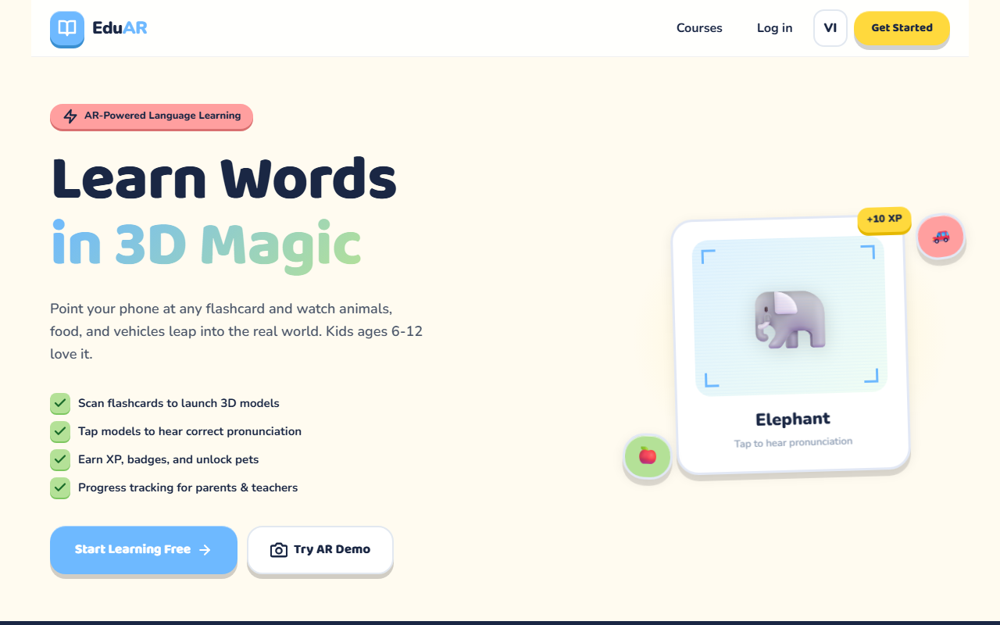 EduAR
Courses
Log in
VI
Get Started
AR-Powered Language Learning
Learn Words
in 3D Magic
Point your phone at any flashcard and watch animals,
food, and vehicles leap into the real world. Kids ages 6-12
love it.
Scan flashcards to launch 3D models
Tap models to hear correct pronunciation
Earn XP, badges, and unlock pets
Progress tracking for parents & teachers
Start Learning Free
Try AR Demo
+10 XP
Elephant
Tap to hear pronunciation